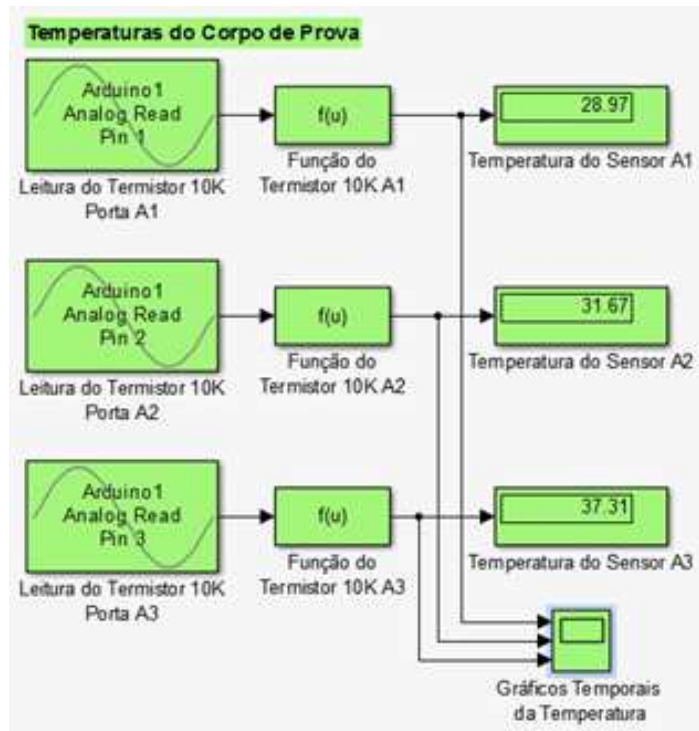 Temperaturas do Corpo de Prova
Arduino1
Analog Read
Pin 1
Leitura do Termistor 10K
Porta A1
f(u)
Função do
Termistor 10K A1
28.97
Temperatura do Sensor A1
Arduino1
Analog Read
Pin 2
Leitura do Termistor 10K
Porta A2
f(u)
Função do
Termistor 10K A2
31.67
Temperatura do Sensor A2
Arduino1
Analog Read
Pin 3
Leitura do Termistor 10K
Porta A3
f(u)
Função do
Termistor 10K A3
37.31
Temperatura do Sensor A3
Gráficos Temporais
da Temperatura